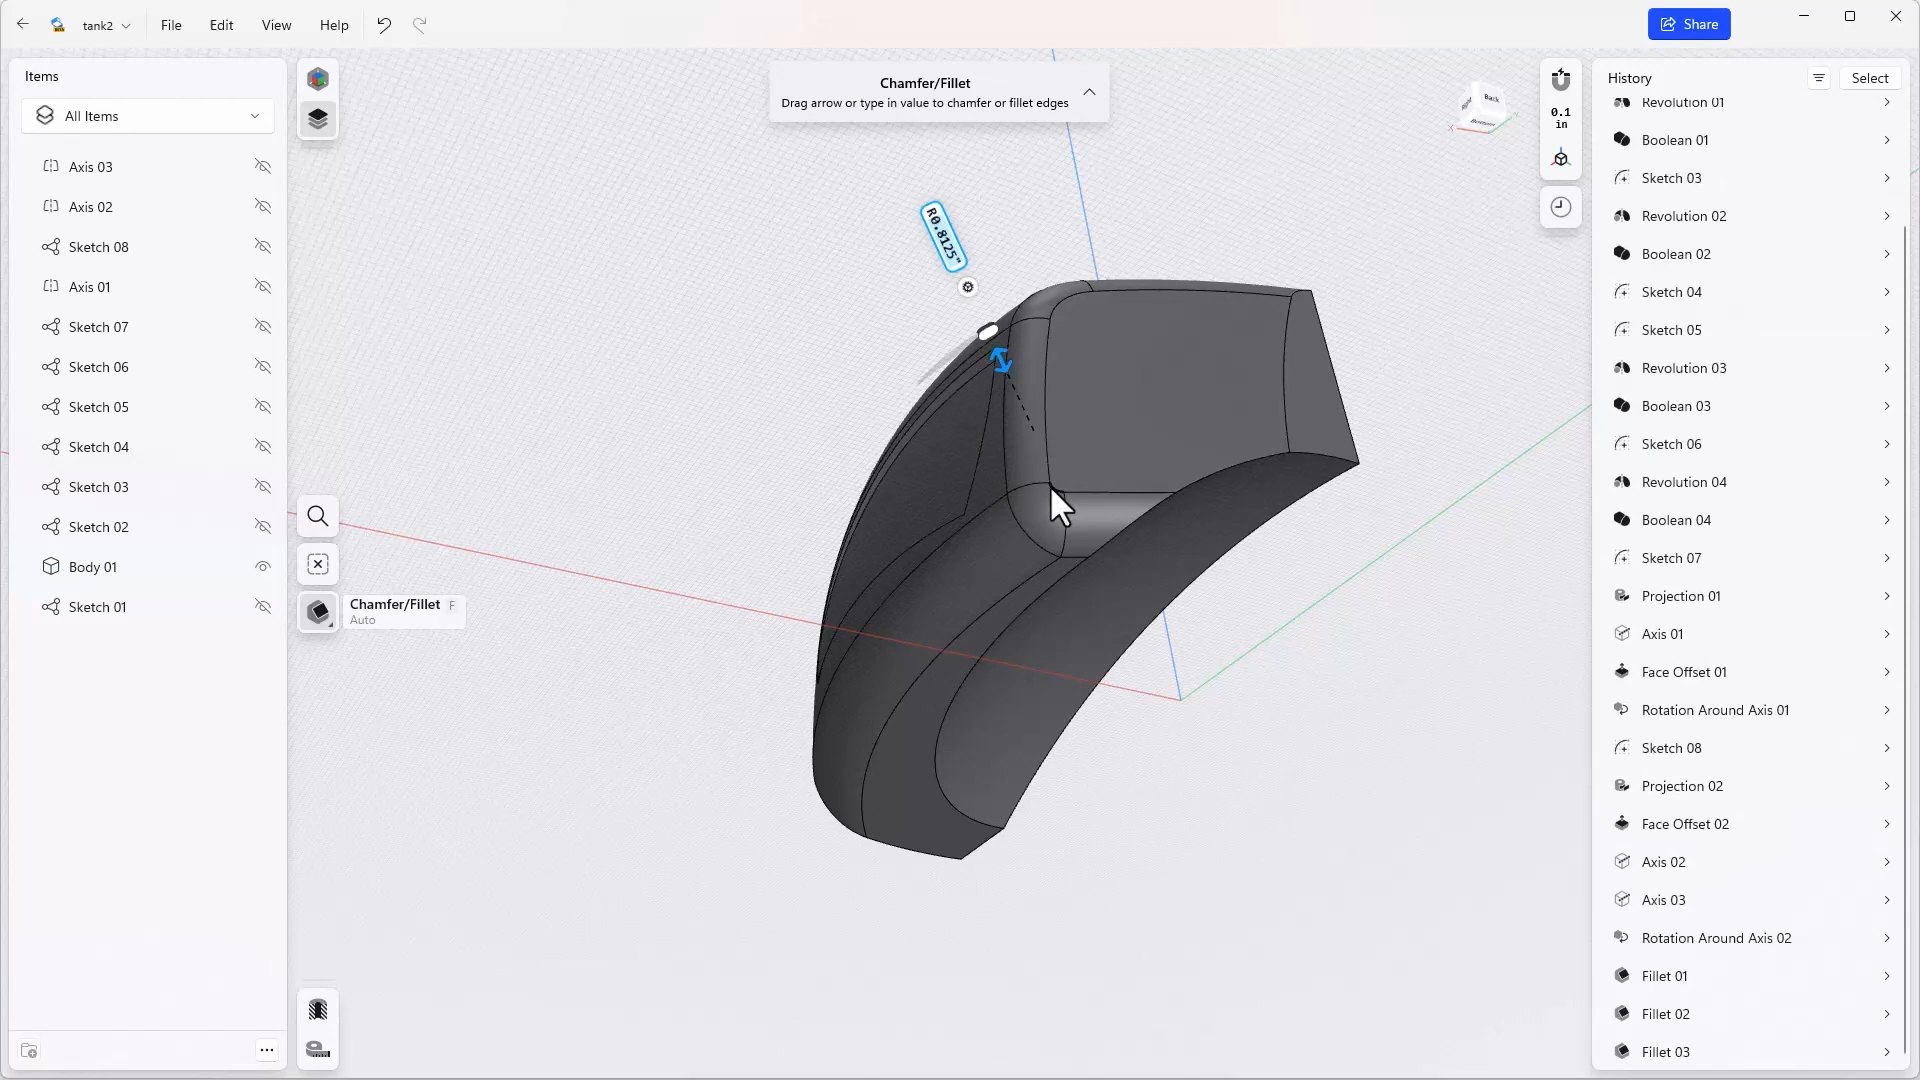 tank2
File
Edit
View
Help
Share
Items
All Items
Axis 03
Axis 02
Sketch 08
Axis 01
Sketch 07
Sketch 06
Sketch 05
Sketch 04
Sketch 03
Sketch 02
Body 01
Sketch 01
Chamfer/Fillet F
Auto
Chamfer/Fillet
Drag arrow or type in value to chamfer or fillet edges
R0.8125"
Back
Bottom
X
0.1
in
History
Select
Revolution 01
Boolean 01
Sketch 03
Revolution 02
Boolean 02
Sketch 04
Sketch 05
Revolution 03
Boolean 03
Sketch 06
Revolution 04
Boolean 04
Sketch 07
Projection 01
Axis 01
Face Offset 01
Rotation Around Axis 01
Sketch 08
Projection 02
Face Offset 02
Axis 02
Axis 03
Rotation Around Axis 02
Fillet 01
Fillet 02
Fillet 03